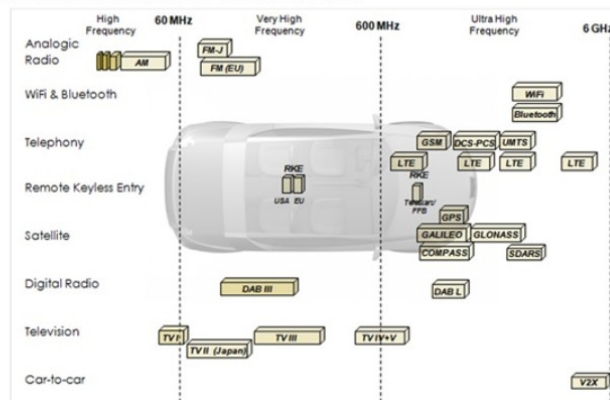 High Frequency
60 MHz
Very High Frequency
600 MHz
Ultra High Frequency
6 GHz
Analogic Radio
AM
FM-J
FM (EU)
WiFi & Bluetooth
WiFi
Bluetooth
Telephony
GSM
DCS-PCS
UMTS
LTE
LTE
LTE
LTE
Remote Keyless Entry
RKE
USA
EU
RKE
FFB
Satellite
GPS
GALILEO
GLONASS
COMPASS
SDARS
Digital Radio
DAB III
DAB L
Television
TV I
TV II (Japan)
TV III
TV IV+V
Car-to-car
V2X